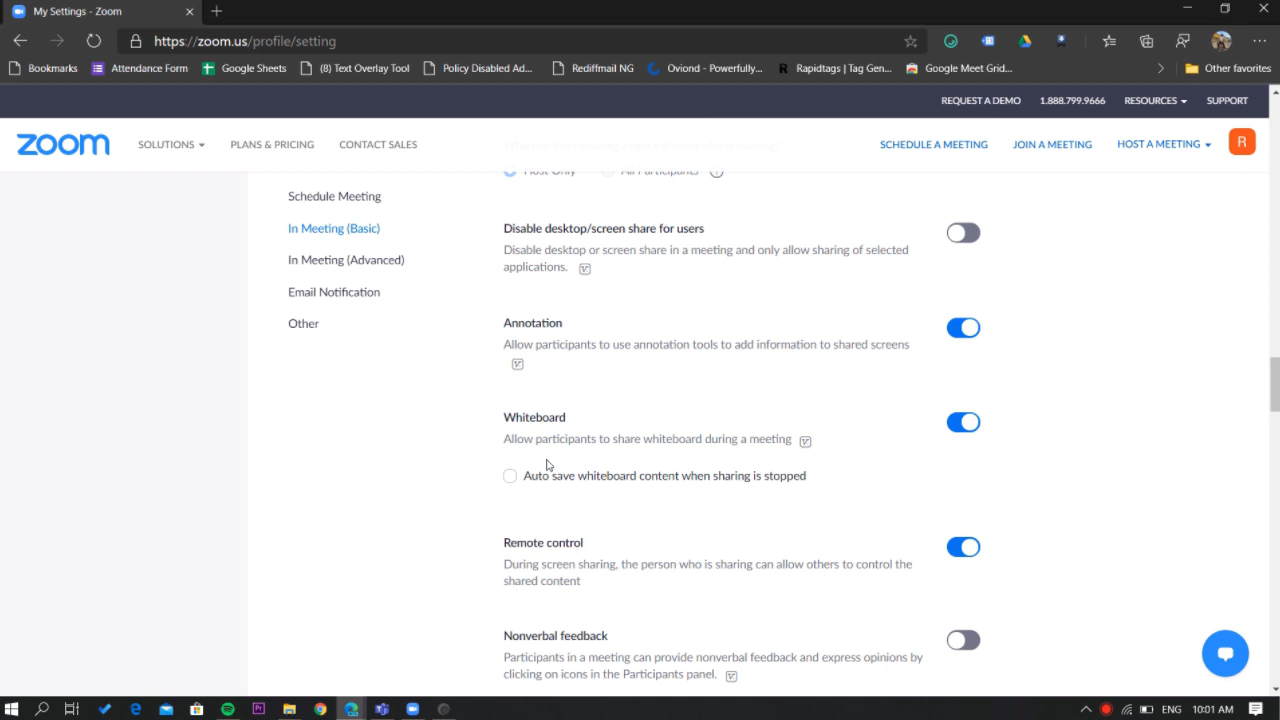 My Settings - Zoom
https://zoom.us/profile/setting
Bookmarks Attendance Form Google Sheets (8) Text Overlay Tool Policy Disabled Ad... Rediffmail NG Oviond - Powerfully... Rapidtags | Tag Gen... Google Meet Grid... Other favorites
REQUEST A DEMO 1.888.799.9666 RESOURCES SUPPORT
zoom SOLUTIONS PLANS & PRICING CONTACT SALES SCHEDULE A MEETING JOIN A MEETING HOST A MEETING R
Host Only All Participants
Schedule Meeting
In Meeting (Basic)
In Meeting (Advanced)
Email Notification
Other
Disable desktop/screen share for users
Disable desktop or screen share in a meeting and only allow sharing of selected
applications.
Annotation
Allow participants to use annotation tools to add information to shared screens
Whiteboard
Allow participants to share whiteboard during a meeting
Auto save whiteboard content when sharing is stopped
Remote control
During screen sharing, the person who is sharing can allow others to control the
shared content
Nonverbal feedback
Participants in a meeting can provide nonverbal feedback and express opinions by
clicking on icons in the Participants panel.
ENG 10:01 AM